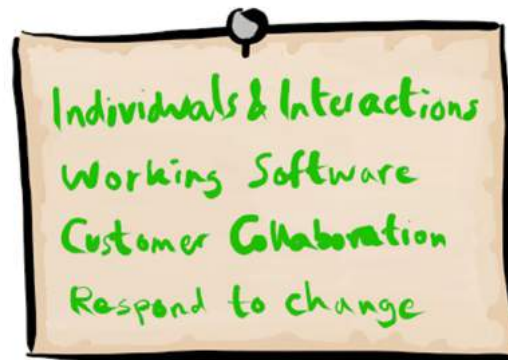 Individuals & Interactions
Working Software
Customer Collaboration
Respond to change